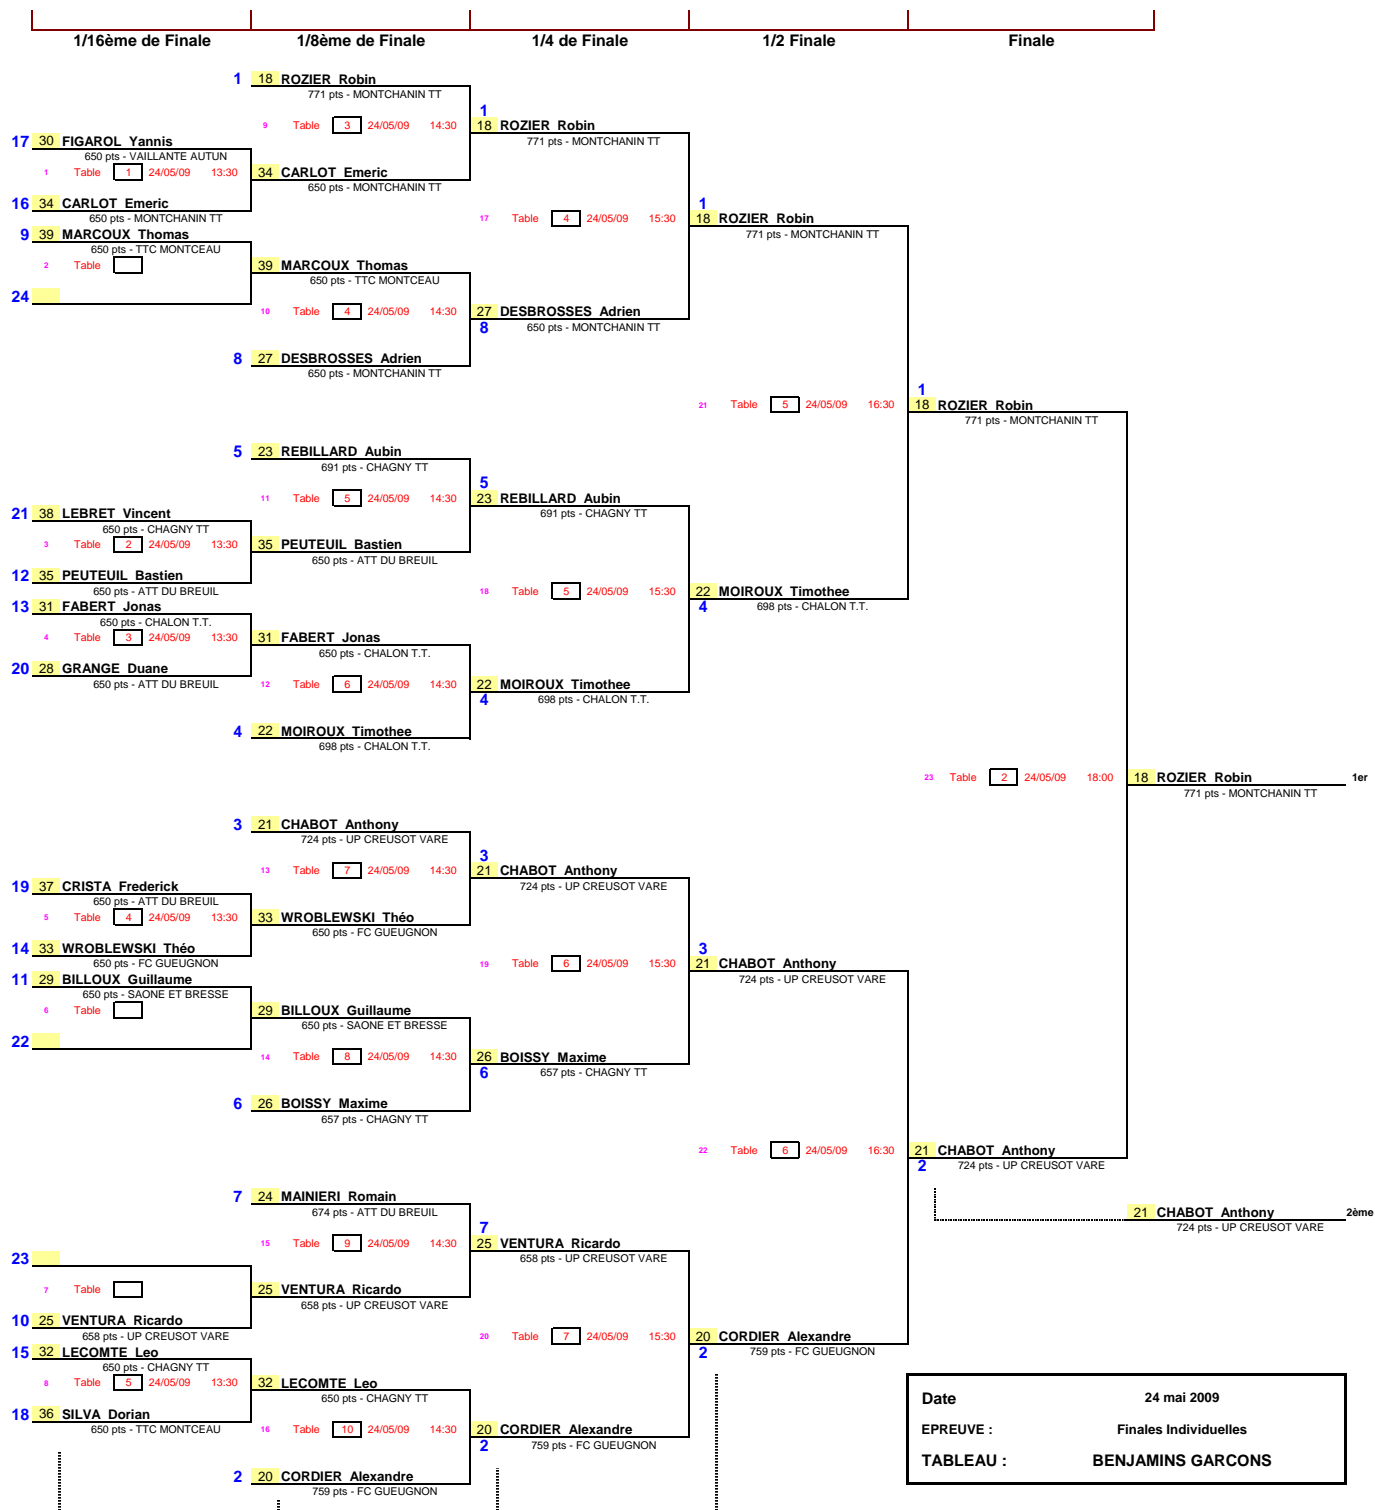 1/16ème de Finale 1/8ème de Finale 1/4 de Finale 1/2 Finale Finale
1 18 ROZIER Robin
771 pts - MONTCHANIN TT
1
9 Table 3 24/05/09 14:30 18 ROZIER Robin
17 30 FIGAROL Yannis 771 pts - MONTCHANIN TT
650 pts - VAILLANTE AUTUN
1 Table 1 24/05/09 13:30 34 CARLOT Emeric
650 pts - MONTCHANIN TT
16 34 CARLOT Emeric 1
650 pts - MONTCHANIN TT 17 Table 4 24/05/09 15:30 18 ROZIER Robin
9 39 MARCOUX Thomas 771 pts - MONTCHANIN TT
650 pts - TTC MONTCEAU
2 Table 39 MARCOUX Thomas
650 pts - TTC MONTCEAU
24
10 Table 4 24/05/09 14:30 27 DESBROSSES Adrien
8 650 pts - MONTCHANIN TT
8 27 DESBROSSES Adrien
650 pts - MONTCHANIN TT
1
21 Table 5 24/05/09 16:30 18 ROZIER Robin
771 pts - MONTCHANIN TT
5 23 REBILLARD Aubin
691 pts - CHAGNY TT
5
11 Table 5 24/05/09 14:30 23 REBILLARD Aubin
21 38 LEBRET Vincent 691 pts - CHAGNY TT
650 pts - CHAGNY TT
3 Table 2 24/05/09 13:30 35 PEUTEUIL Bastien
650 pts - ATT DU BREUIL
12 35 PEUTEUIL Bastien
650 pts - ATT DU BREUIL 18 Table 5 24/05/09 15:30 22 MOIROUX Timothee
13 31 FABERT Jonas 4 698 pts - CHALON T.T.
650 pts - CHALON T.T.
4 Table 3 24/05/09 13:30 31 FABERT Jonas
650 pts - CHALON T.T.
20 28 GRANGE Duane
650 pts - ATT DU BREUIL 12 Table 6 24/05/09 14:30 22 MOIROUX Timothee
4 698 pts - CHALON T.T.
4 22 MOIROUX Timothee
698 pts - CHALON T.T.
23 Table 2 24/05/09 18:00 18 ROZIER Robin 1er
771 pts - MONTCHANIN TT
3 21 CHABOT Anthony
724 pts - UP CREUSOT VARE
3
13 Table 7 24/05/09 14:30 21 CHABOT Anthony
19 37 CRISTA Frederick 724 pts - UP CREUSOT VARE
650 pts - ATT DU BREUIL
5 Table 4 24/05/09 13:30 33 WROBLEWSKI Théo
650 pts - FC GUEUGNON
14 33 WROBLEWSKI Théo 3
650 pts - FC GUEUGNON 19 Table 6 24/05/09 15:30 21 CHABOT Anthony
11 29 BILLOUX Guillaume 724 pts - UP CREUSOT VARE
650 pts - SAONE ET BRESSE
6 Table 29 BILLOUX Guillaume
650 pts - SAONE ET BRESSE
22
14 Table 8 24/05/09 14:30 26 BOISSY Maxime
6 657 pts - CHAGNY TT
6 26 BOISSY Maxime
657 pts - CHAGNY TT
22 Table 6 24/05/09 16:30 21 CHABOT Anthony
2 724 pts - UP CREUSOT VARE
7 24 MAINIERI Romain
674 pts - ATT DU BREUIL 21 CHABOT Anthony 2ème
7 724 pts - UP CREUSOT VARE
15 Table 9 24/05/09 14:30 25 VENTURA Ricardo
23 658 pts - UP CREUSOT VARE
7 Table 25 VENTURA Ricardo
658 pts - UP CREUSOT VARE
10 25 VENTURA Ricardo
658 pts - UP CREUSOT VARE 20 Table 7 24/05/09 15:30 20 CORDIER Alexandre
15 32 LECOMTE Leo 2 759 pts - FC GUEUGNON
650 pts - CHAGNY TT
8 Table 5 24/05/09 13:30 32 LECOMTE Leo
650 pts - CHAGNY TT
Date 24 mai 2009
18 36 SILVA Dorian
650 pts - TTC MONTCEAU 16 Table 10 24/05/09 14:30 20 CORDIER Alexandre
EPREUVE : Finales Individuelles
2 759 pts - FC GUEUGNON
TABLEAU : BENJAMINS GARCONS
2 20 CORDIER Alexandre
759 pts - FC GUEUGNON